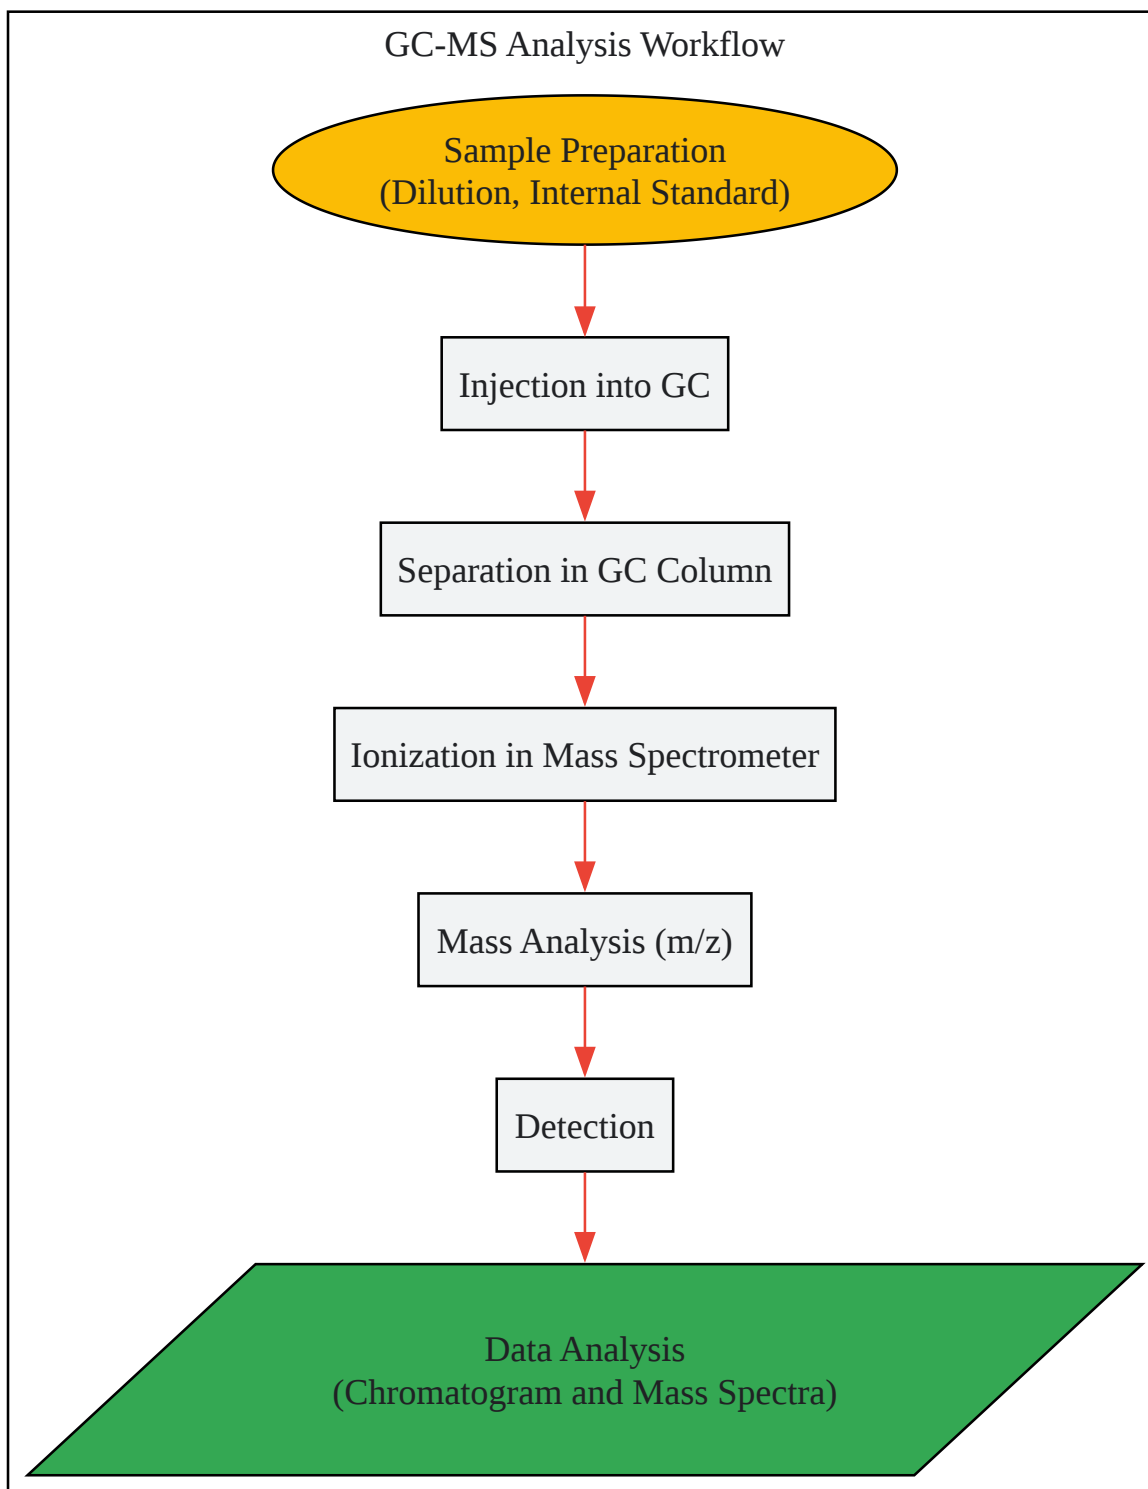 GC-MS Analysis Workflow
Sample Preparation
(Dilution, Internal Standard)
Injection into GC
Separation in GC Column
Ionization in Mass Spectrometer
Mass Analysis (m/z)
Detection
Data Analysis
(Chromatogram and Mass Spectra)